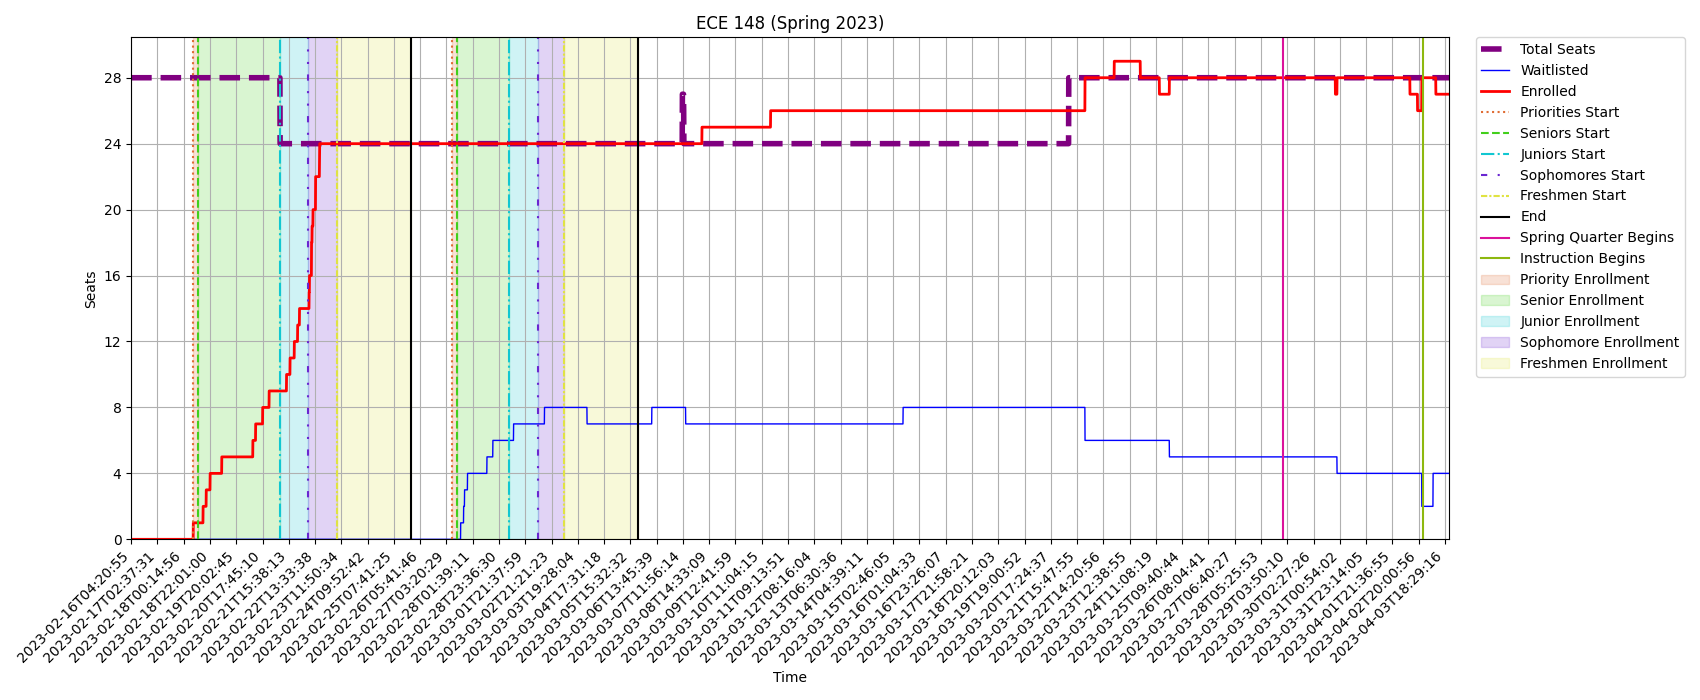 ECE 148 (Spring 2023)
Seats
28
24
20
16
12
8
4
0
2023-02-16T04:20:55
2023-02-17T02:37:31
2023-02-18T00:14:56
2023-02-18T22:01:00
2023-02-19T20:02:45
2023-02-20T17:45:10
2023-02-21T15:38:13
2023-02-22T13:33:38
2023-02-23T11:50:34
2023-02-24T09:52:42
2023-02-25T07:41:25
2023-02-26T05:41:46
2023-02-27T03:20:29
2023-02-28T01:39:11
2023-02-28T23:36:30
2023-03-01T21:37:59
2023-03-02T21:21:23
2023-03-03T19:28:04
2023-03-04T17:31:18
2023-03-05T15:32:32
2023-03-06T13:45:39
2023-03-07T11:56:14
2023-03-08T14:33:09
2023-03-09T12:41:59
2023-03-10T11:04:15
2023-03-11T09:13:51
2023-03-12T08:16:04
2023-03-13T06:30:36
2023-03-14T04:39:11
2023-03-15T02:46:05
2023-03-16T01:04:33
2023-03-16T23:26:07
2023-03-17T21:58:21
2023-03-18T20:12:03
2023-03-19T19:00:52
2023-03-20T17:24:37
2023-03-21T15:47:55
2023-03-22T14:20:56
2023-03-23T12:38:55
2023-03-24T11:08:19
2023-03-25T09:40:44
2023-03-26T08:04:41
2023-03-27T06:40:27
2023-03-28T05:25:53
2023-03-29T03:50:10
2023-03-30T02:27:26
2023-03-31T00:54:02
2023-03-31T23:14:05
2023-04-01T21:36:55
2023-04-02T20:00:56
2023-04-03T18:29:16
Time
Total Seats
Waitlisted
Enrolled
Priorities Start
Seniors Start
Juniors Start
Sophomores Start
Freshmen Start
End
Spring Quarter Begins
Instruction Begins
Priority Enrollment
Senior Enrollment
Junior Enrollment
Sophomore Enrollment
Freshmen Enrollment